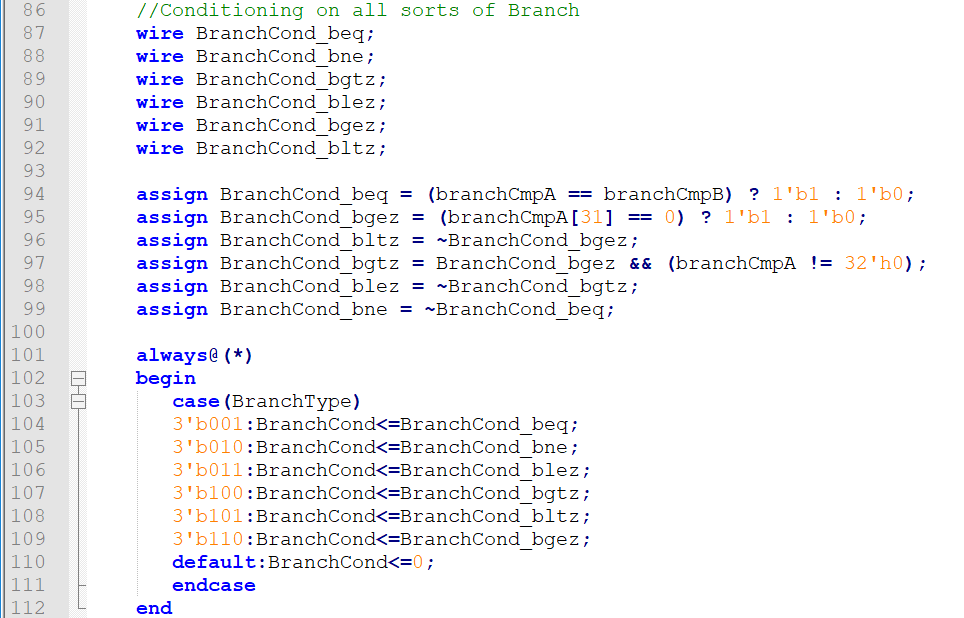 86 //Conditioning on all sorts of Branch
87 wire BranchCond_beq;
88 wire BranchCond_bne;
89 wire BranchCond_bgtz;
90 wire BranchCond_blez;
91 wire BranchCond_bgez;
92 wire BranchCond_bltz;
93
94 assign BranchCond_beq = (branchCmpA == branchCmpB) ? 1'b1 : 1'b0;
95 assign BranchCond_bgez = (branchCmpA[31] == 0) ? 1'b1 : 1'b0;
96 assign BranchCond_bltz = ~BranchCond_bgez;
97 assign BranchCond_bgtz = BranchCond_bgez && (branchCmpA != 32'h0);
98 assign BranchCond_blez = ~BranchCond_bgtz;
99 assign BranchCond_bne = ~BranchCond_beq;
100
101 always@(*)
102 begin
103 case(BranchType)
104 3'b001:BranchCond<=BranchCond_beq;
105 3'b010:BranchCond<=BranchCond_bne;
106 3'b011:BranchCond<=BranchCond_blez;
107 3'b100:BranchCond<=BranchCond_bgtz;
108 3'b101:BranchCond<=BranchCond_bltz;
109 3'b110:BranchCond<=BranchCond_bgez;
110 default:BranchCond<=0;
111 endcase
112 end